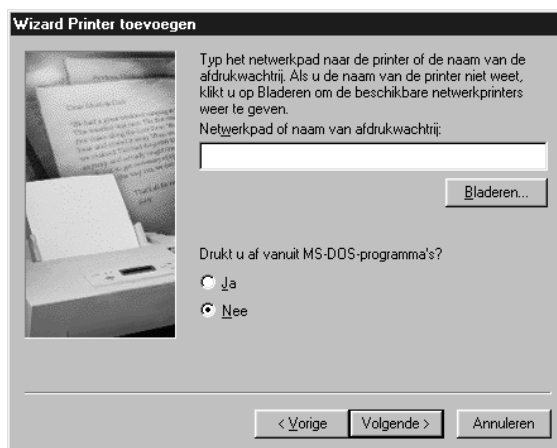 Wizard Printer toevoegen
Typ het netwerkpad naar de printer of de naam van de
afdrukwachtrij. Als u de naam van de printer niet weet,
klikt u op Bladeren om de beschikbare netwerkprinters
weer te geven.
Netwerkpad of naam van afdrukwachtrij:
Bladeren...
Drukt u af vanuit MS-DOS-programma's?
Ja
Nee
< Vorige
Volgende >
Annuleren